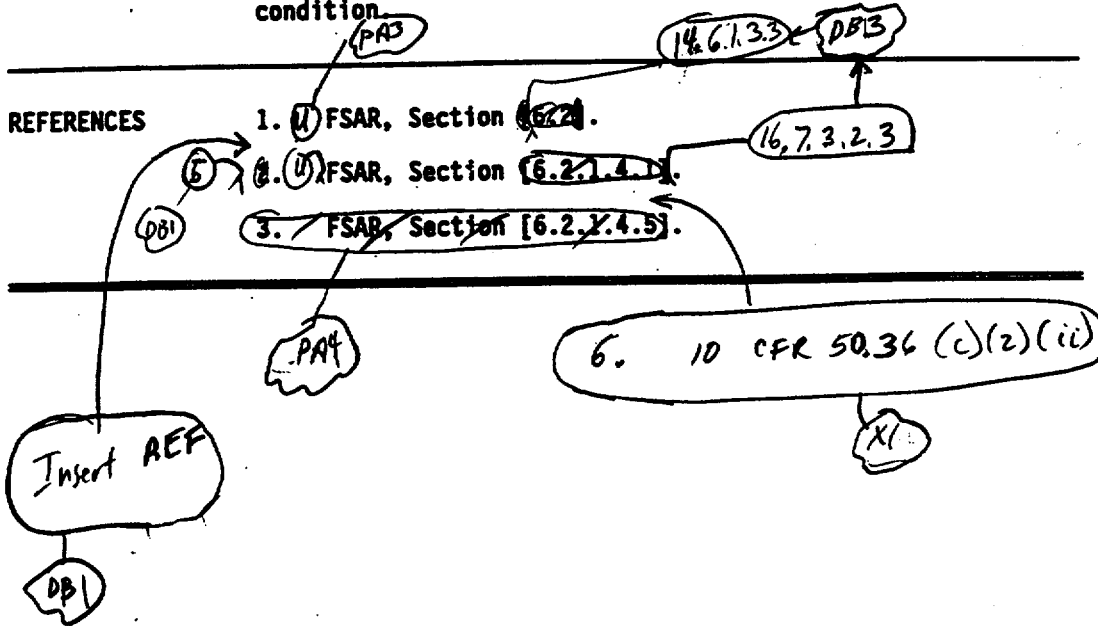 condition.
PA3
14.6.1.3.3
DB3
REFERENCES 1. U FSAR, Section [6.2].
16.7.3.2.3
5 2. U FSAR, Section [6.2.1.4.1].
DB1
3. FSAR, Section [6.2.1.4.5].
PA4
6. 10 CFR 50.36 (c)(2)(ii)
X1
Insert REF
DB1